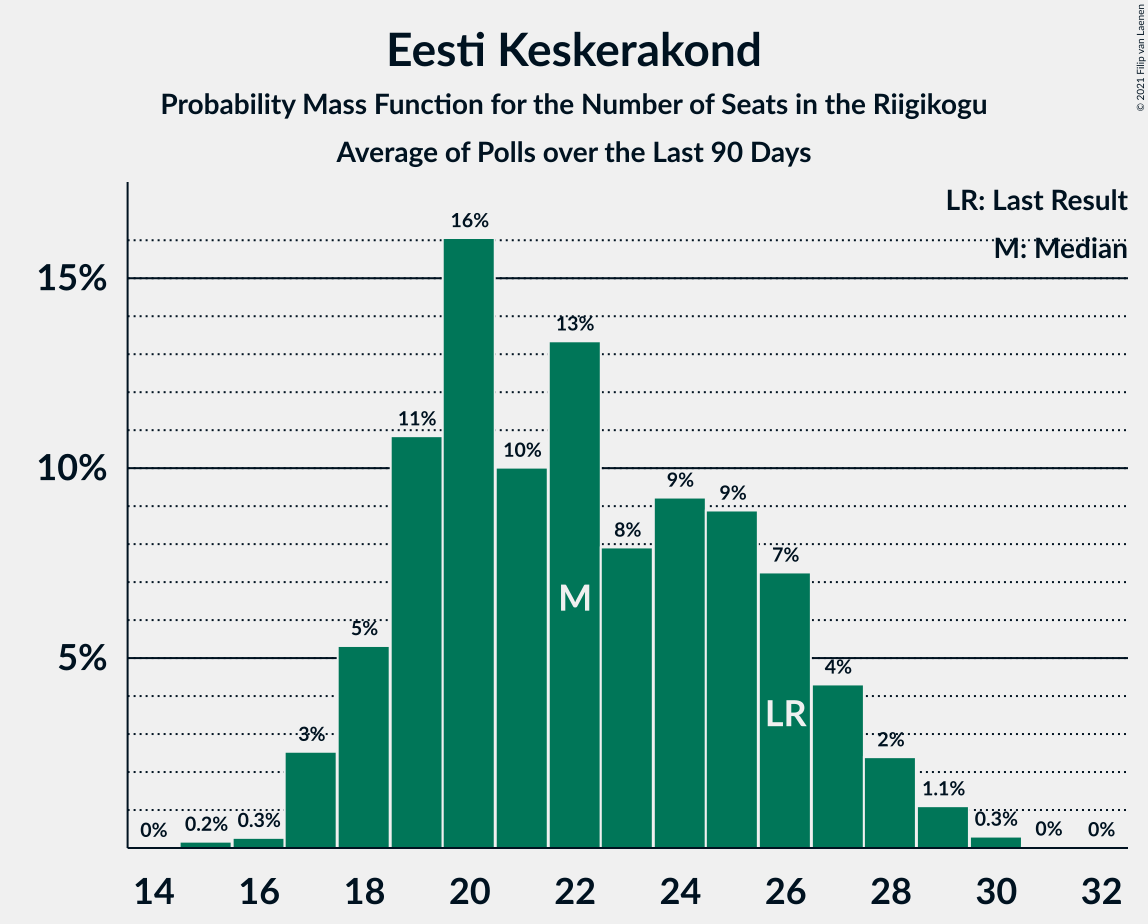 Eesti Keskerakond
Probability Mass Function for the Number of Seats in the Riigikogu
Average of Polls over the Last 90 Days
© 2021 Filip van Laenen
LR: Last Result
M: Median
15%
10%
5%
0%
0.2%
0.3%
3%
5%
11%
16%
10%
13%
8%
9%
9%
7%
4%
2%
1.1%
0.3%
0%
0%
M
LR
14 16 18 20 22 24 26 28 30 32